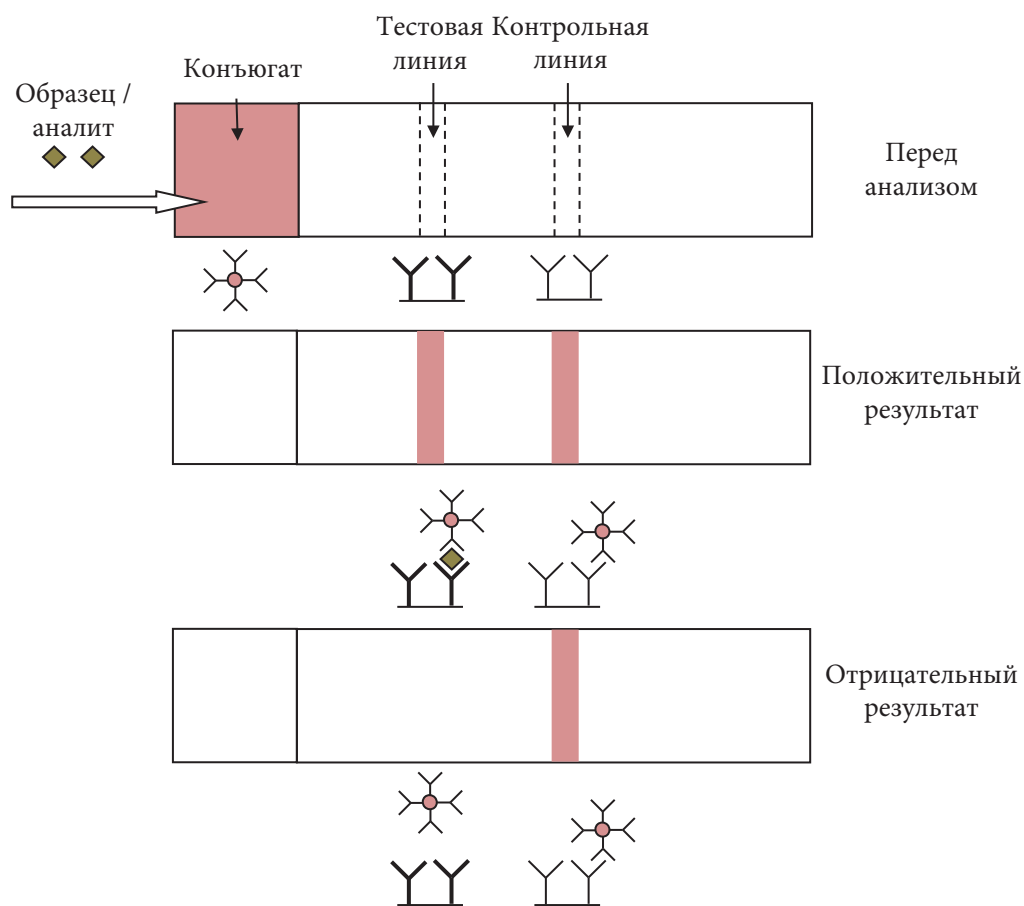 Образец /
аналит
Конъюгат
Тестовая
линия
Контрольная
линия
Перед
анализом
Положительный
результат
Отрицательный
результат